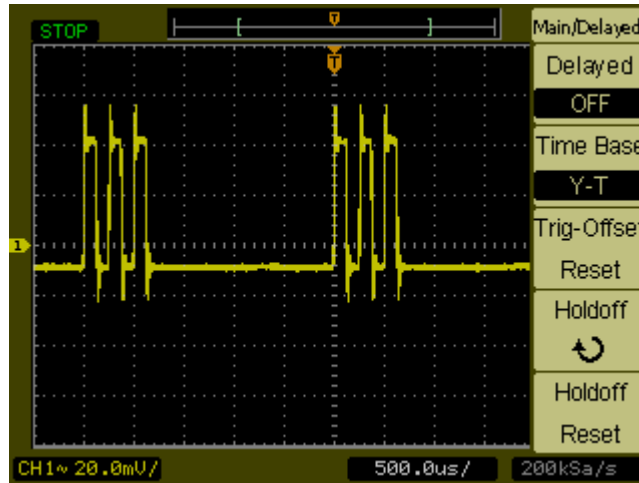 STOP
T
Main/Delayed
T
Delayed
OFF
Time Base
Y-T
1
Trig-Offset
Reset
Holdoff
Holdoff
Reset
CH1~ 20.0mV/
500.0us/
200kSa/s